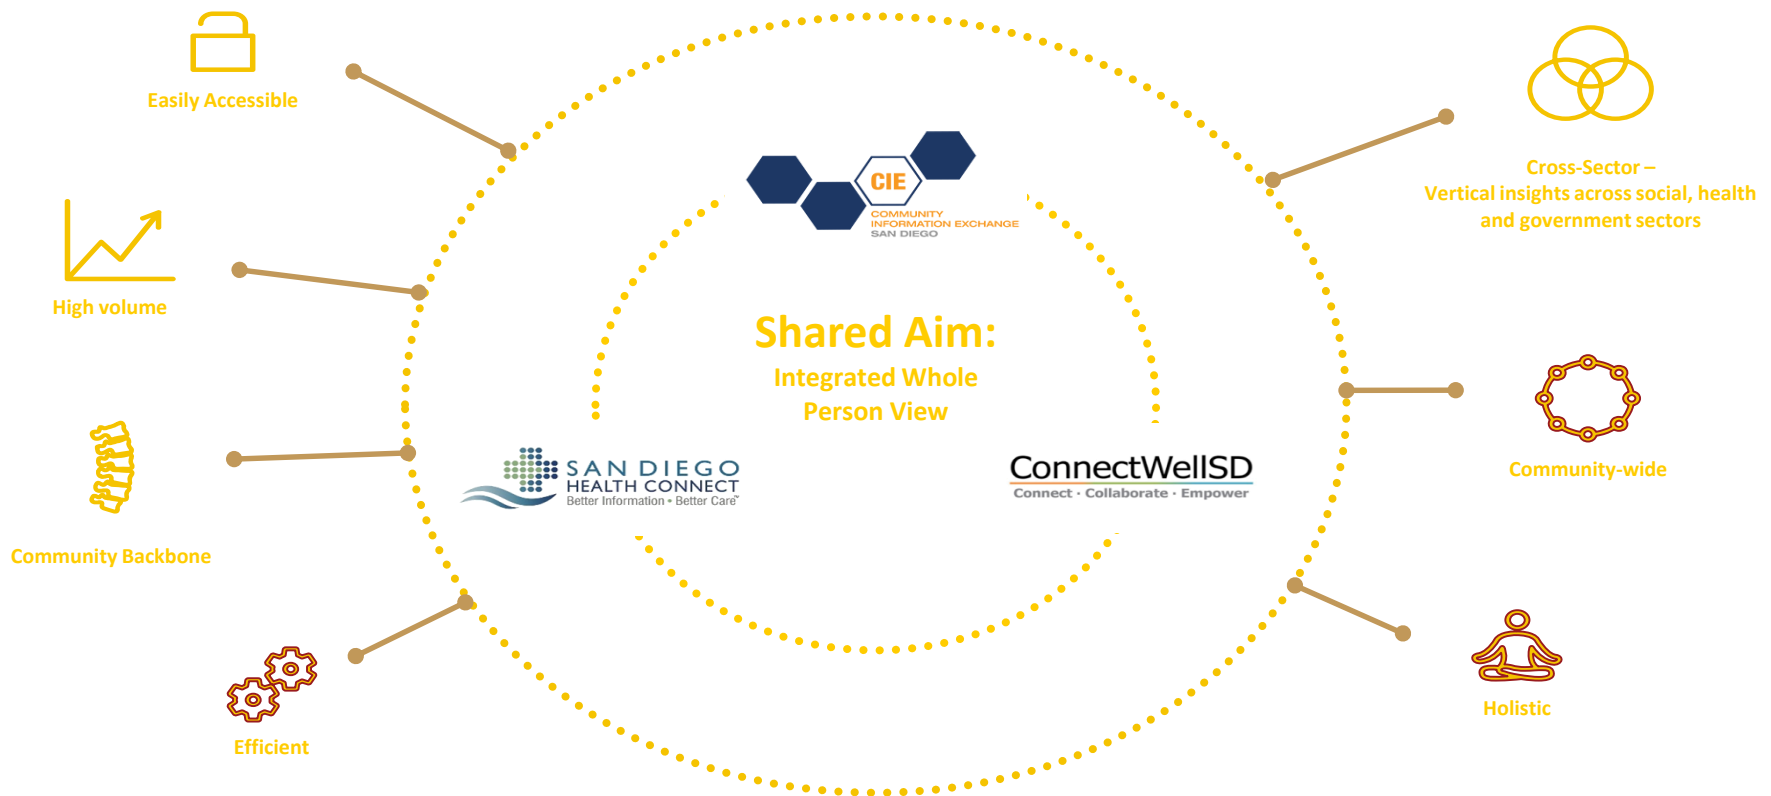 Easily Accessible
High volume
Community Backbone
Efficient
CIE
COMMUNITY
INFORMATION EXCHANGE
SAN DIEGO
Shared Aim:
Integrated Whole
Person View
SAN DIEGO
HEALTH CONNECT
Better Information • Better Care™
ConnectWellSD
Connect · Collaborate · Empower
Cross-Sector –
Vertical insights across social, health
and government sectors
Community-wide
Holistic